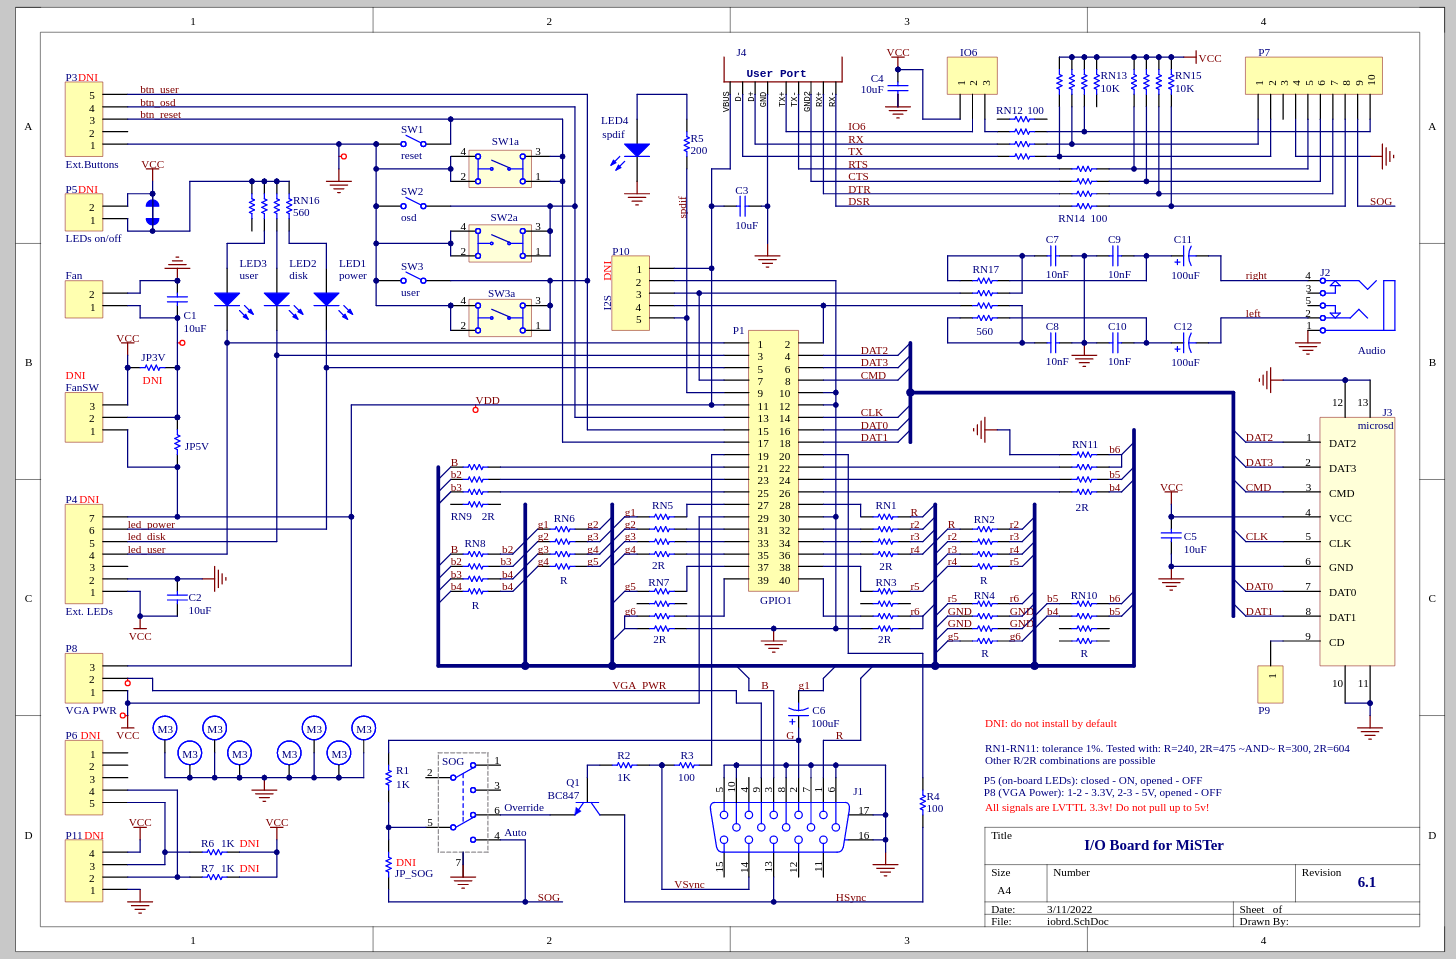 1 2 3 4
A A
B B
C C
D D
P3 DNI
5 btn_user
4 btn_osd
3 btn_reset
2
1
Ext.Buttons
VCC
P5 DNI
2
1
LEDs on/off
RN16
560
LED3
user
LED2
disk
LED1
power
Fan
2
1
C1
10uF
VCC
JP3V
DNI
DNI
FanSW
3
2
1
JP5V
P4 DNI
7
6 led_power
5 led_disk
4 led_user
3
2
1
Ext. LEDs
C2
10uF
VCC
P8
3
2
1
VGA PWR
VCC
P6 DNI
1
2
3
4
5
M3 M3 M3 M3
M3 M3 M3 M3
P11 DNI
4
3
2
1
VCC
VCC
R6 1K DNI
R7 1K DNI
SW1
reset
SW1a
4 3
2 1
SW2
osd
SW2a
4 3
2 1
SW3
user
SW3a
4 3
2 1
LED4
spdif
R5
200
spdif
J4
User Port
VBUS D- D+ GND TX+ TX- GND2 RX+ RX-
C3
10uF
P10
DNI
I2S
1
2
3
4
5
VCC
C4
10uF
IO6
1 2 3
RN12 100
RN13
10K
RN15
10K
VCC
P7
1 2 3 4 5 6 7 8 9 10
IO6
RX
TX
RTS
CTS
DTR
DSR
RN14 100
SOG
C7
10nF
C9
10nF
C11
100uF
RN17
560
C8
10nF
C10
10nF
C12
100uF
right
left
J2
4
3
5
2
1
Audio
P1
1 2
3 4
5 6
7 8
9 10
11 12
13 14
15 16
17 18
19 20
21 22
23 24
25 26
27 28
29 30
31 32
33 34
35 36
37 38
39 40
GPIO1
VDD
DAT2
DAT3
CMD
CLK
DAT0
DAT1
B
b2
b3
RN9 2R
RN8
B b2
b2 b3
b3 b4
b4 b4
R
RN6
g1 g2
g2 g3
g3 g4
g4 g5
R
RN5
g1
g2
g3
g4
2R
RN7
g5
g6
2R
RN1
R
r2
r3
r4
2R
RN3
r5
r6
2R
RN2
R r2
r2 r3
r3 r4
r4 r5
R
RN4
r5 r6
GND GND
GND GND
g5 g6
R
RN11
b6
b5
b4
2R
RN10
b5 b6
b4 b5
R
12 13
J3
microsd
DAT2 1 DAT2
DAT3 2 DAT3
CMD 3 CMD
4 VCC
CLK 5 CLK
6 GND
DAT0 7 DAT0
DAT1 8 DAT1
9 CD
10 11
VCC
C5
10uF
1
P9
VGA_PWR
B
g1
C6
100uF
G
R
R1
1K
DNI
JP_SOG
SOG
1
2
3
6 Override
5
4 Auto
7
SOG
Q1
BC847
R2
1K
R3
100
J1
5 10 4 9 3 8 2 7 1 6
17
16
15 14 13 12 11
R4
100
VSync
HSync
DNI: do not install by default
RN1-RN11: tolerance 1%. Tested with: R=240, 2R=475 ~AND~ R=300, 2R=604
Other R/2R combinations are possible
P5 (on-board LEDs): closed - ON, opened - OFF
P8 (VGA Power): 1-2 - 3.3V, 2-3 - 5V, opened - OFF
All signals are LVTTL 3.3v! Do not pull up to 5v!
Title
I/O Board for MiSTer
Size
A4
Number
Revision
6.1
Date: 3/11/2022 Sheet of
File: iobrd.SchDoc Drawn By:
1 2 3 4